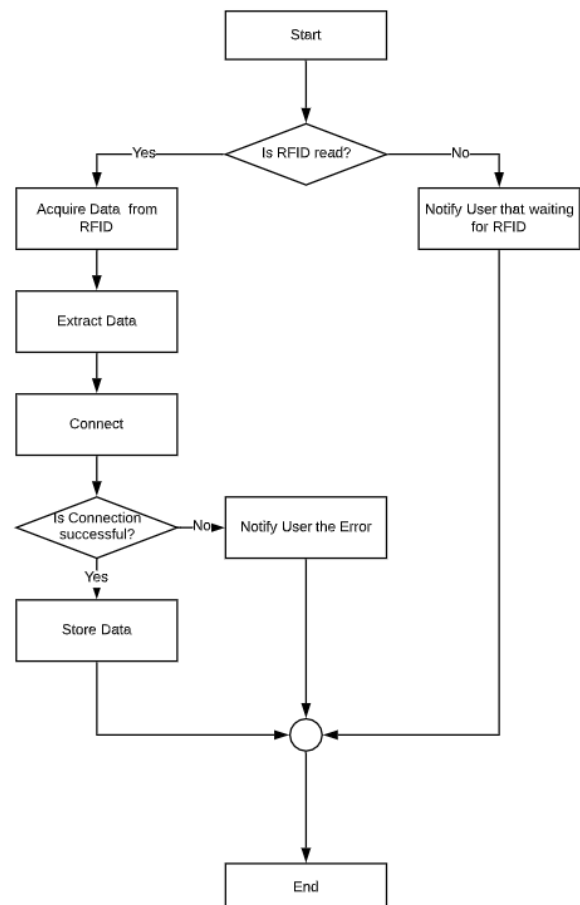 Start
Is RFID read?
Yes
No
Acquire Data from
RFID
Notify User that waiting
for RFID
Extract Data
Connect
Is Connection
successful?
No
Notify User the Error
Yes
Store Data
End